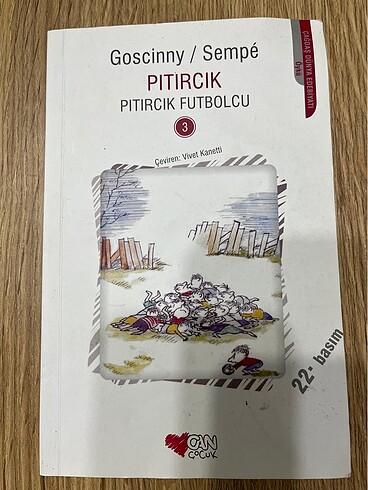 Goscinny / Sempé
ÇAĞDAŞ DÜNYA EDEBİYATI
ÖYKÜ
PITIRCIK
PITIRCIK FUTBOLCU
3
Çeviren: Vivet Kanetti
22. basım
CAN
ÇOCUK